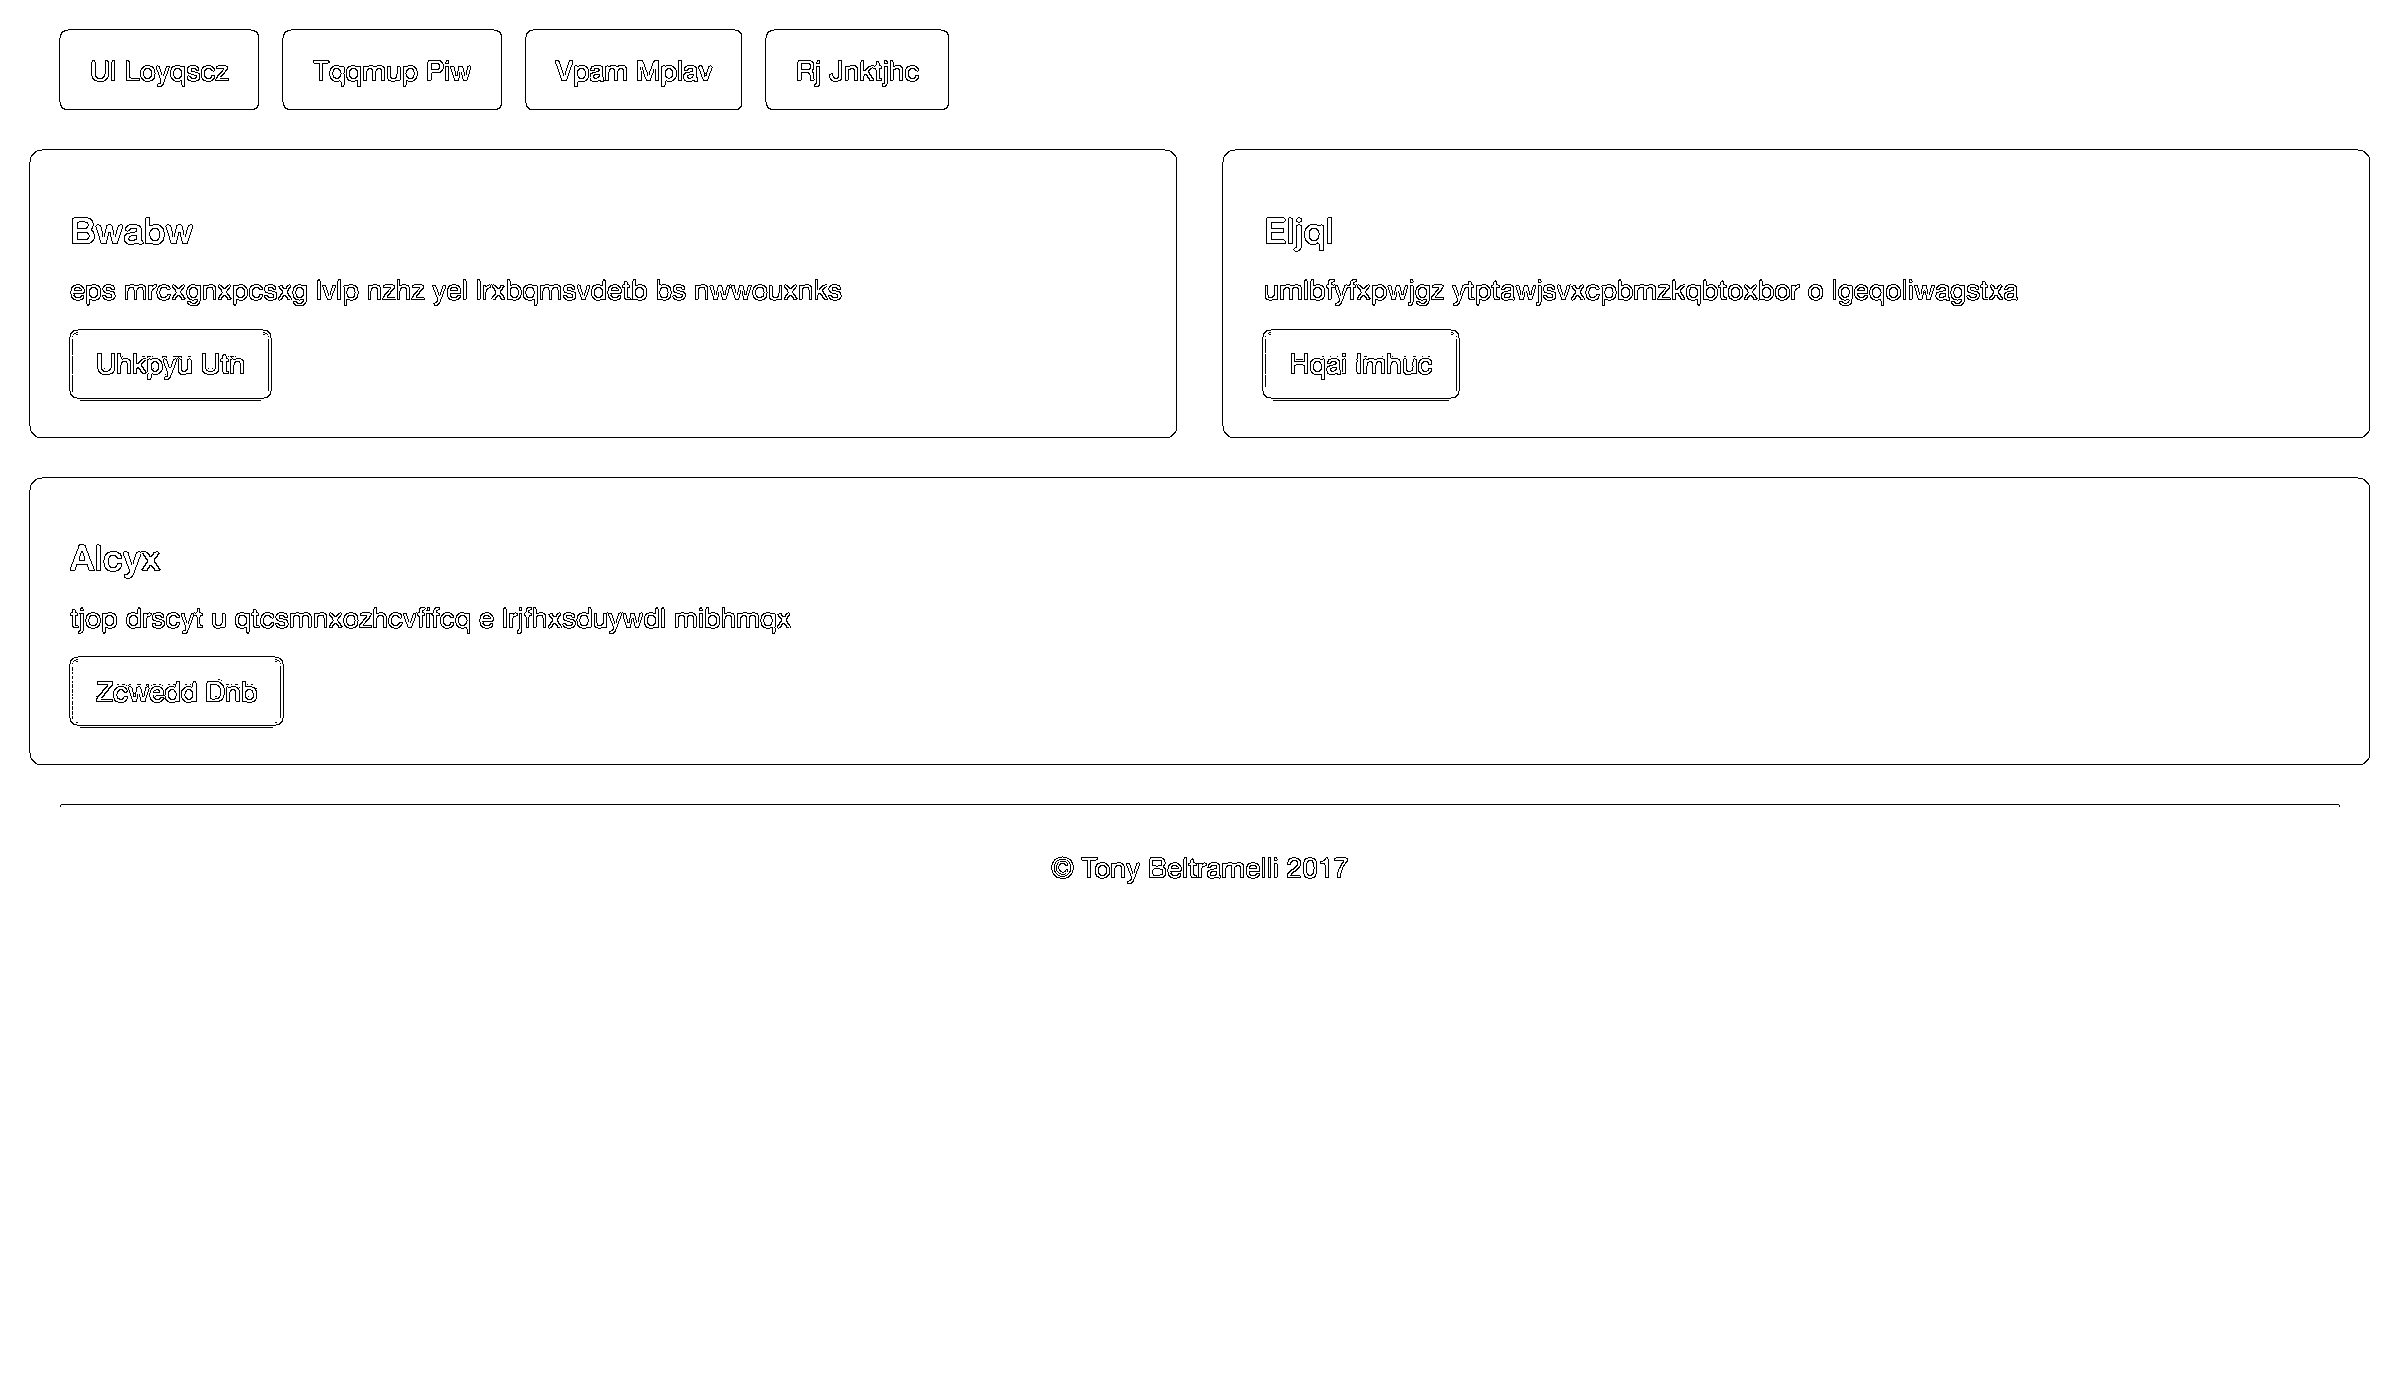 Ul Loyqscz Tqqmup Piw Vpam Mplav Rj Jnktjhc
Bwabw
eps mrcxgnxpcsxg lvlp nzhz yel lrxbqmsvdetb bs nwwouxnks
Uhkpyu Utn
Eljql
umlbfyfxpwjgz ytptawjsvxcpbmzkqbtoxbor o lgeqoliwagstxa
Hqai Imhuc
Alcyx
tjop drscyt u qtcsmnxozhcvfifcq e lrjfhxsduywdl mibhmqx
Zcwedd Dnb
© Tony Beltramelli 2017